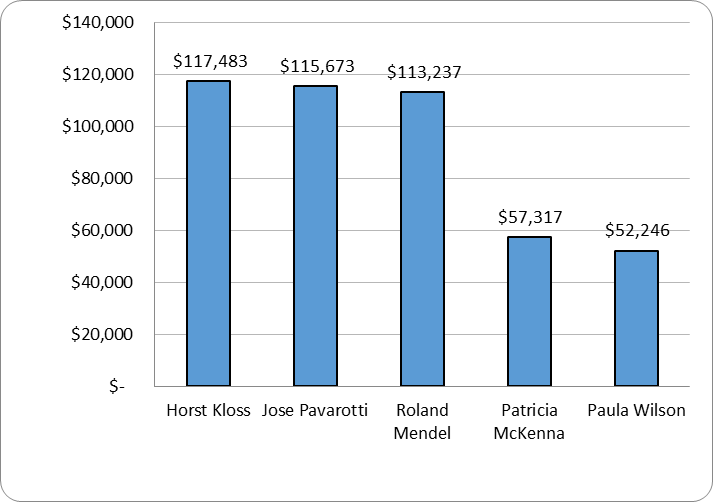 $140,000
$120,000
$100,000
$80,000
$60,000
$40,000
$20,000
$-
$117,483
$115,673
$113,237
$57,317
$52,246
Horst Kloss
Jose Pavarotti
Roland
Mendel
Patricia
McKenna
Paula Wilson